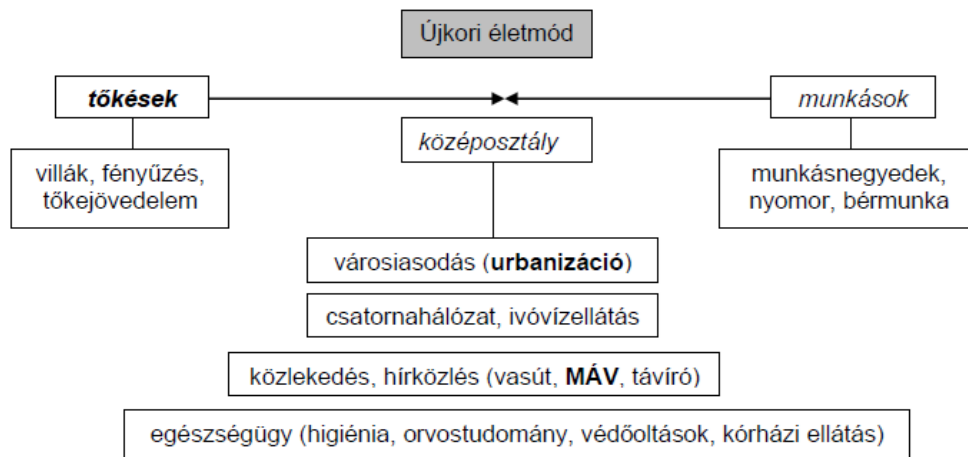 Újkori életmód
tőkések
munkások
középosztály
villák, fényűzés,
tőkejövedelem
munkásnegyedek,
nyomor, bérmunka
városiasodás (urbanizáció)
csatornahálózat, ivóvízellátás
közlekedés, hírközlés (vasút, MÁV, távíró)
egészségügy (higiénia, orvostudomány, védőoltások, kórházi ellátás)